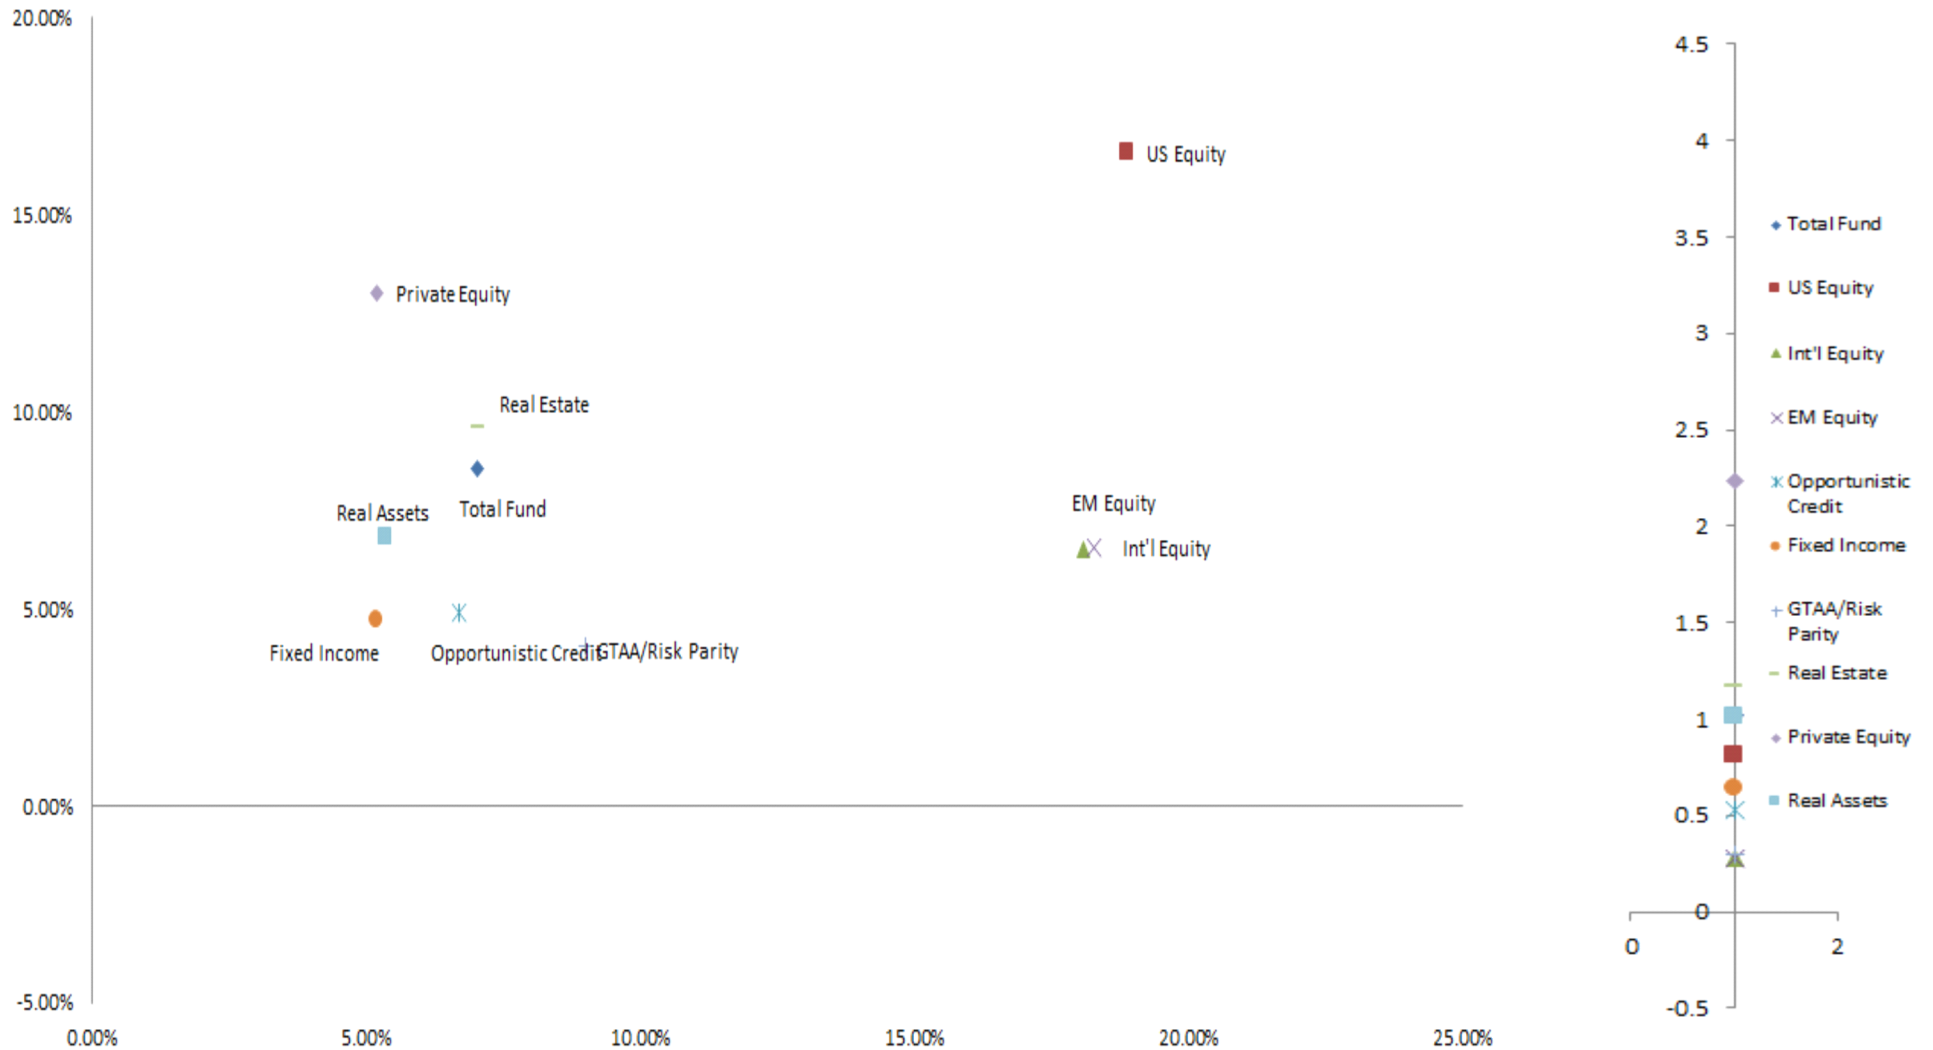 20.00%
15.00%
10.00%
5.00%
0.00%
-5.00%
0.00%
5.00%
10.00%
15.00%
20.00%
25.00%
US Equity
Private Equity
Real Estate
Total Fund
Real Assets
EM Equity
Int'l Equity
Fixed Income
Opportunistic Credit
GTAA/Risk Parity
4.5
4
3.5
3
2.5
2
1.5
1
0.5
0
-0.5
0
2
Total Fund
US Equity
Int'l Equity
EM Equity
Opportunistic
Credit
Fixed Income
GTAA/Risk
Parity
Real Estate
Private Equity
Real Assets